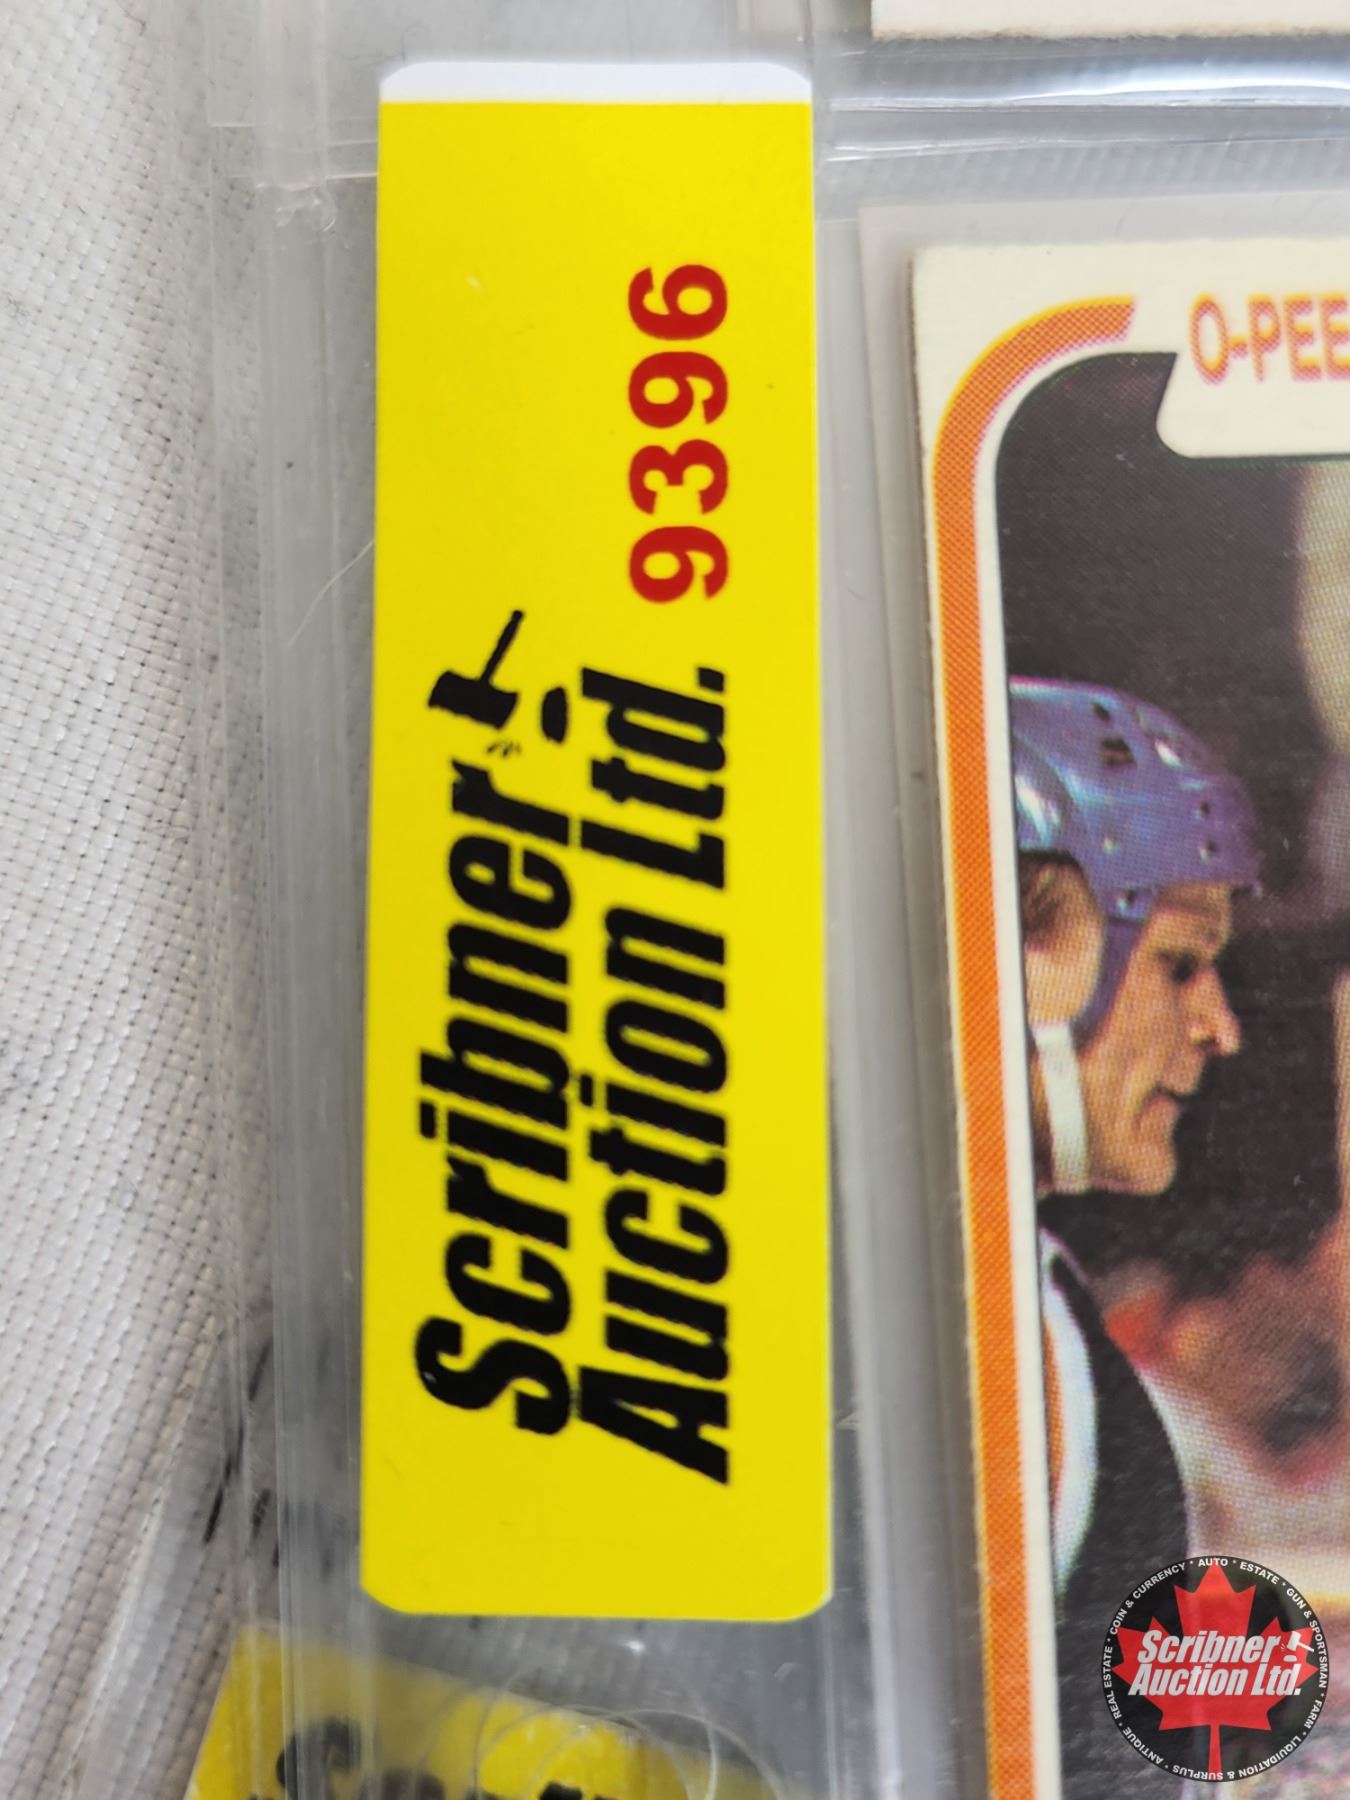 Scribner
Auction Ltd. 9396
O-PEE
Scribner
Auction Ltd.
REAL ESTATE * COIN & CURRENCY * AUTO * ESTATE * GUN & SPORTSMAN * FARM * LIQUIDATION & SURPLUS * ANTIQUE *